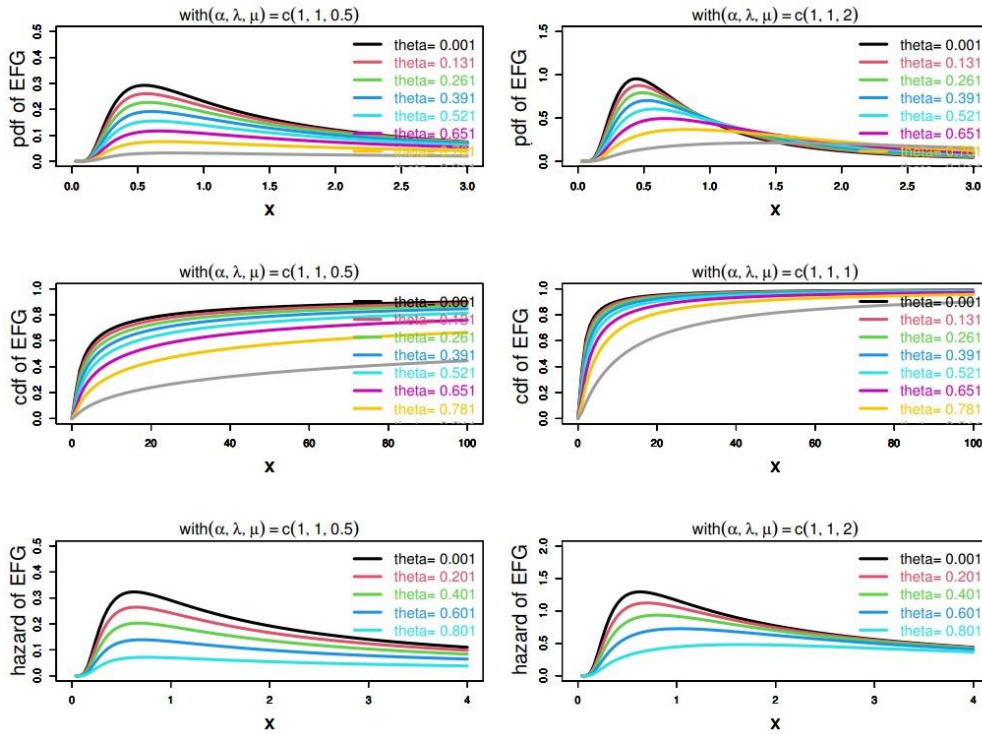 with(α, λ, μ) = c(1, 1, 0.5)
pdf of EFG
0.5
0.4
0.3
0.2
0.1
0.0
theta= 0.001
theta= 0.131
theta= 0.261
theta= 0.391
theta= 0.521
theta= 0.651
0.0 0.5 1.0 1.5 2.0 2.5 3.0
x
with(α, λ, μ) = c(1, 1, 2)
pdf of EFG
1.5
1.0
0.5
0.0
theta= 0.001
theta= 0.131
theta= 0.261
theta= 0.391
theta= 0.521
theta= 0.651
theta= 0.781
0.0 0.5 1.0 1.5 2.0 2.5 3.0
x
with(α, λ, μ) = c(1, 1, 0.5)
cdf of EFG
1.0
0.8
0.6
0.4
0.2
0.0
theta= 0.001
theta= 0.131
theta= 0.261
theta= 0.391
theta= 0.521
theta= 0.651
theta= 0.781
0 20 40 60 80 100
x
with(α, λ, μ) = c(1, 1, 1)
cdf of EFG
1.0
0.8
0.6
0.4
0.2
0.0
theta= 0.001
theta= 0.131
theta= 0.261
theta= 0.391
theta= 0.521
theta= 0.651
theta= 0.781
0 20 40 60 80 100
x
with(α, λ, μ) = c(1, 1, 0.5)
hazard of EFG
0.5
0.4
0.3
0.2
0.1
0.0
theta= 0.001
theta= 0.201
theta= 0.401
theta= 0.601
theta= 0.801
0 1 2 3 4
x
with(α, λ, μ) = c(1, 1, 2)
hazard of EFG
2.0
1.5
1.0
0.5
0.0
theta= 0.001
theta= 0.201
theta= 0.401
theta= 0.601
theta= 0.801
0 1 2 3 4
x